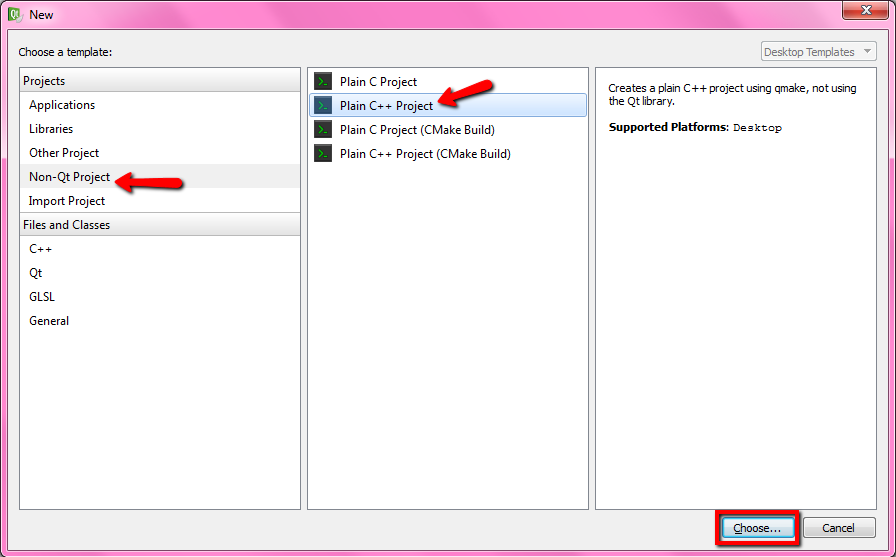 New
Choose a template:
Desktop Templates
Projects
Applications
Libraries
Other Project
Non-Qt Project
Import Project
Files and Classes
C++
Qt
GLSL
General
Plain C Project
Plain C++ Project
Plain C Project (CMake Build)
Plain C++ Project (CMake Build)
Creates a plain C++ project using qmake, not using
the Qt library.
Supported Platforms: Desktop
Choose...
Cancel